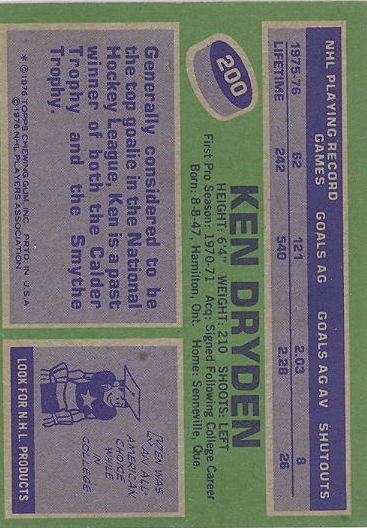 NHL PLAYING RECORD
GAMES GOALS AG GOALS AG AV SHUTOUTS
1975-76 62 121 2.03 8
LIFETIME 242 540 2.28 26
200
KEN DRYDEN
HEIGHT: 6'4" WEIGHT: 210 SHOOTS: LEFT
First Pro Season: 1970-71 Acq: Signed Following College Career
Born: 8-8-47, Hamilton, Ont. Home: Senneville, Que.
Generally considered to be
the top goalie in the National
Hockey League, Ken is a past
winner of both the Calder
Trophy and the Smythe
Trophy.
* © 1976 TOPPS CHEWING GUM, INC. PRTD. IN U.S.A.
© 1976 NHL PLAYERS ASSOCIATION
KEN WAS
AN ALL-
AMERICAN
CHOICE
WHILE
IN
COLLEGE
LOOK FOR N.H.L PRODUCTS